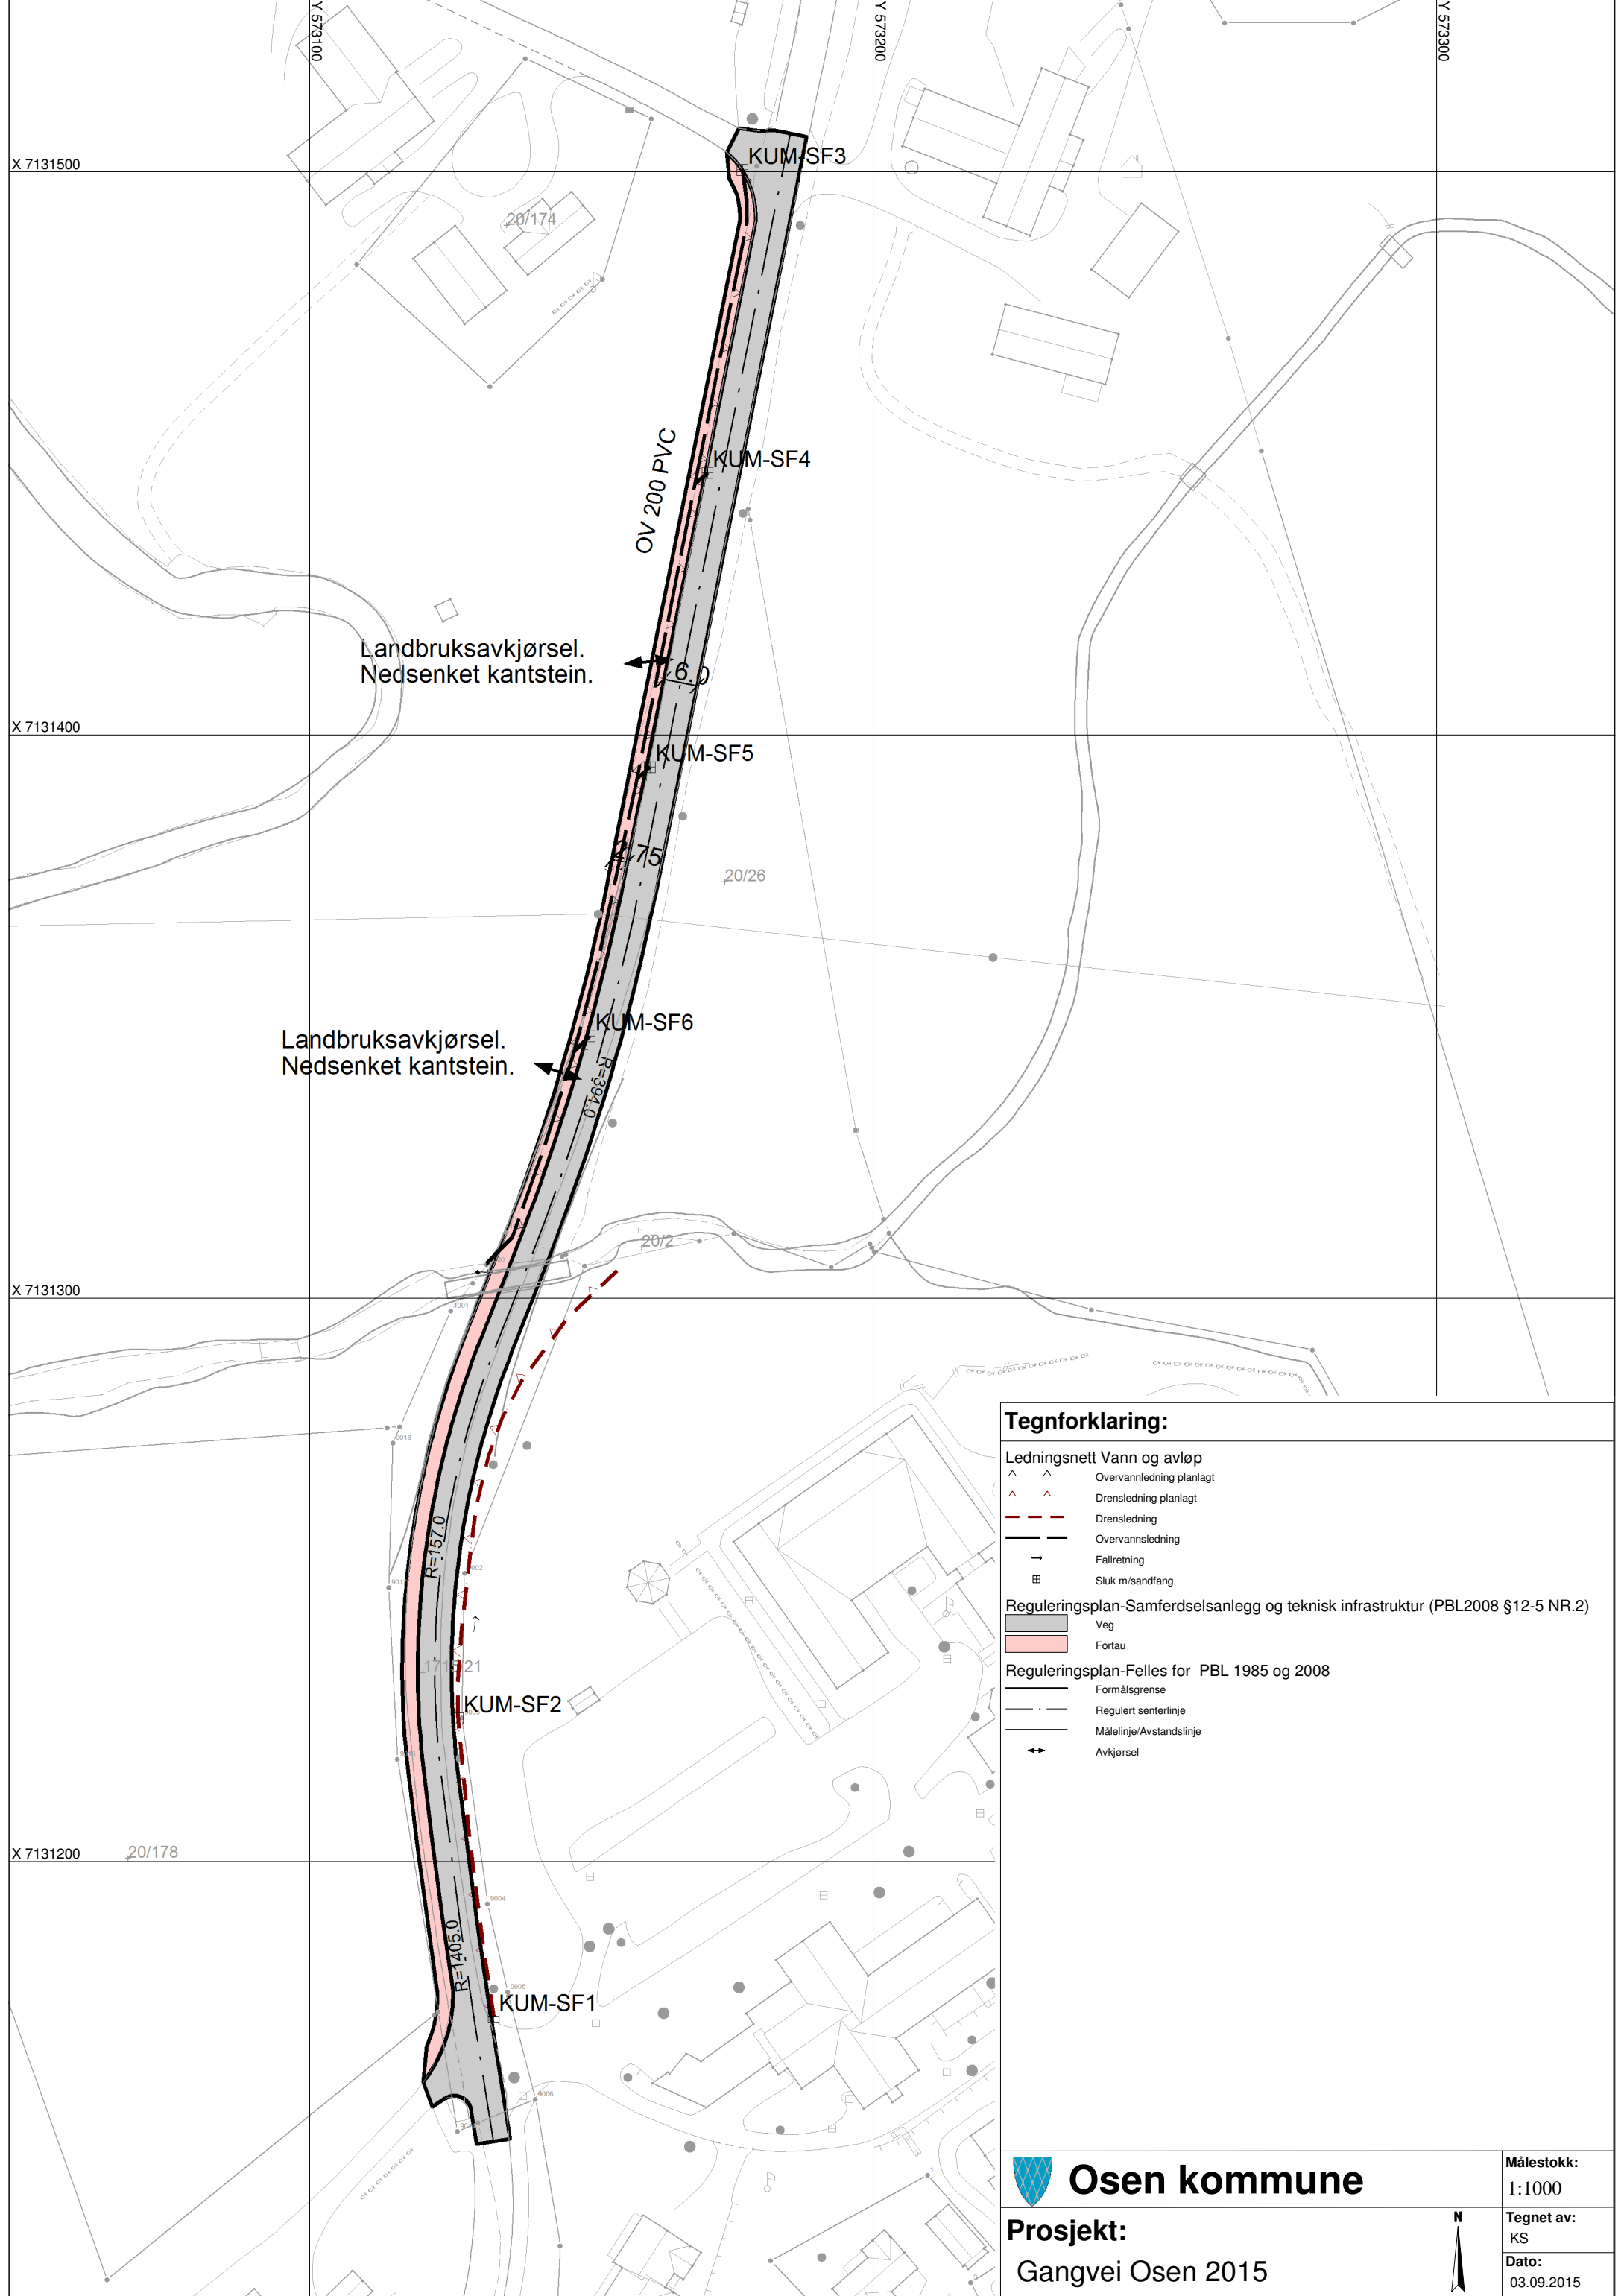 Y 573100
Y 573200
Y 573300
X 7131500
KUM-SF3
20/174
OV 200 PVC
KUM-SF4
Landbruksavkjørsel.
Nedsenket kantstein.
6.0
X 7131400
KUM-SF5
75
20/26
KUM-SF6
Landbruksavkjørsel.
Nedsenket kantstein.
R=394.0
20/2
X 7131300
9018
R=157.0
KUM-SF2
X 7131200
20/178
9004
R=1405.0
9005
KUM-SF1
9006
Tegnforklaring:
Ledningsnett Vann og avløp
Overvannledning planlagt
Drensledning planlagt
Drensledning
Overvannsledning
Fallretning
Sluk m/sandfang
Reguleringsplan-Samferdselsanlegg og teknisk infrastruktur (PBL2008 §12-5 NR.2)
Veg
Fortau
Reguleringsplan-Felles for PBL 1985 og 2008
Formålsgrense
Regulert senterlinje
Målelinje/Avstandslinje
Avkjørsel
Osen kommune
Målestokk:
1:1000
Prosjekt:
Gangvei Osen 2015
N
Tegnet av:
KS
Dato:
03.09.2015